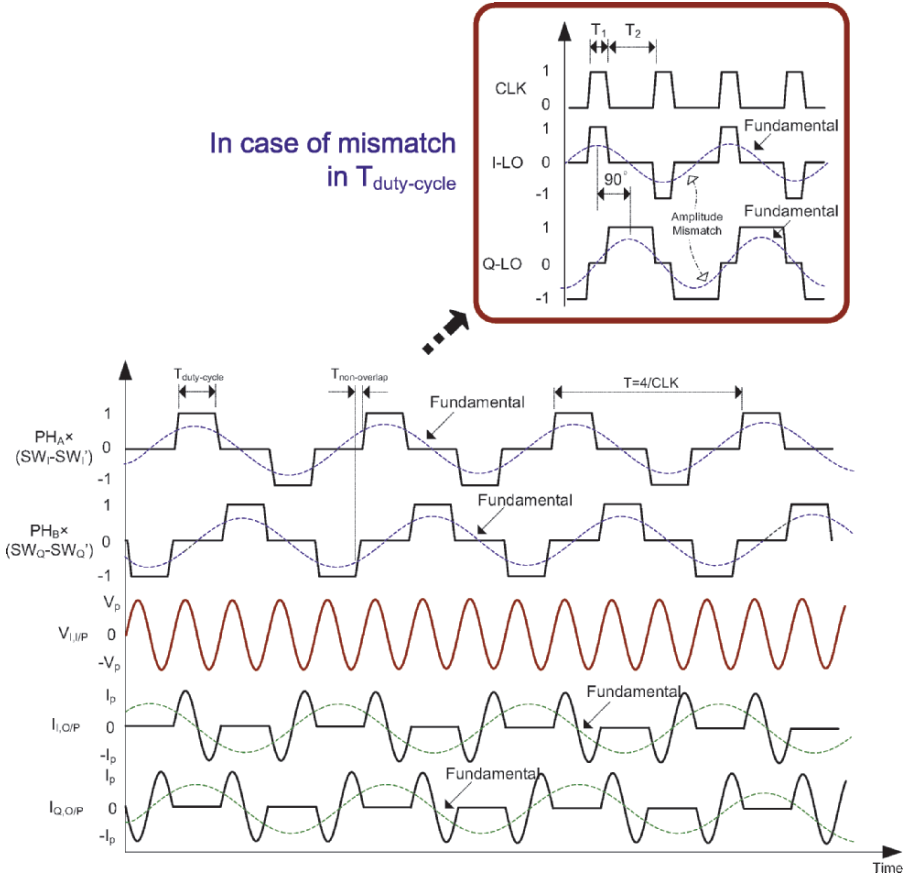 T1 T2
1
CLK
0
1
Fundamental
I-LO 0
-1
90°
Amplitude
Mismatch
Fundamental
1
Q-LO 0
-1
In case of mismatch
in Tduty-cycle
Tduty-cycle Tnon-overlap T=4/CLK
Fundamental
1
PHA×
(SWI-SWI')
0
-1
Fundamental
1
PHB×
(SWQ-SWQ')
0
-1
Vp
VI,I/P 0
-Vp
Ip
Fundamental
II,O/P 0
-Ip
Ip
Fundamental
IQ,O/P 0
-Ip
Time